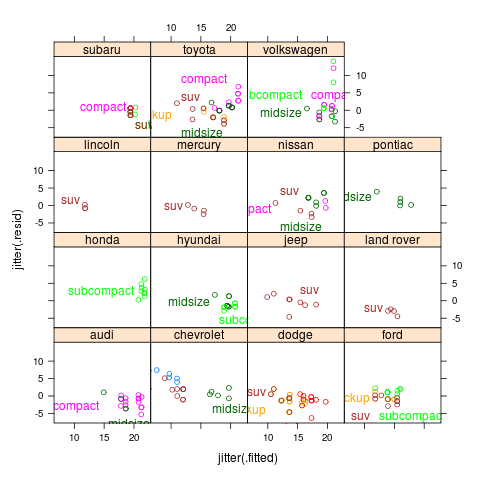 10 15 20
subaru toyota volkswagen
compact suv
compact
suv
kup
midsize
bcompact
compa
midsize
10
5
0
-5
lincoln mercury nissan pontiac
10
5
0
-5
suv
suv
suv
pact
midsize
dsize
honda hyundai jeep land rover
subcompact
midsize
subc
suv
suv
10
5
0
-5
audi chevrolet dodge ford
10
5
0
-5
compact
midsize
midsiz
suv
kup
ckup
suv
subcompac
10 15 20
10 15 20
jitter(.resid)
jitter(.fitted)